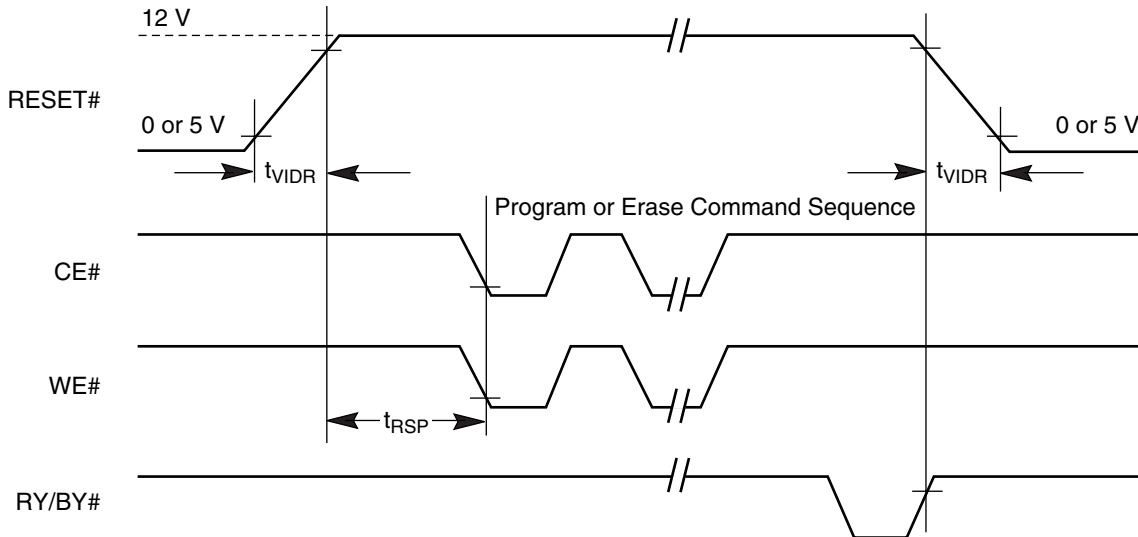 12 V
RESET#
0 or 5 V
0 or 5 V
tVIDR
tVIDR
Program or Erase Command Sequence
CE#
WE#
tRSP
RY/BY#